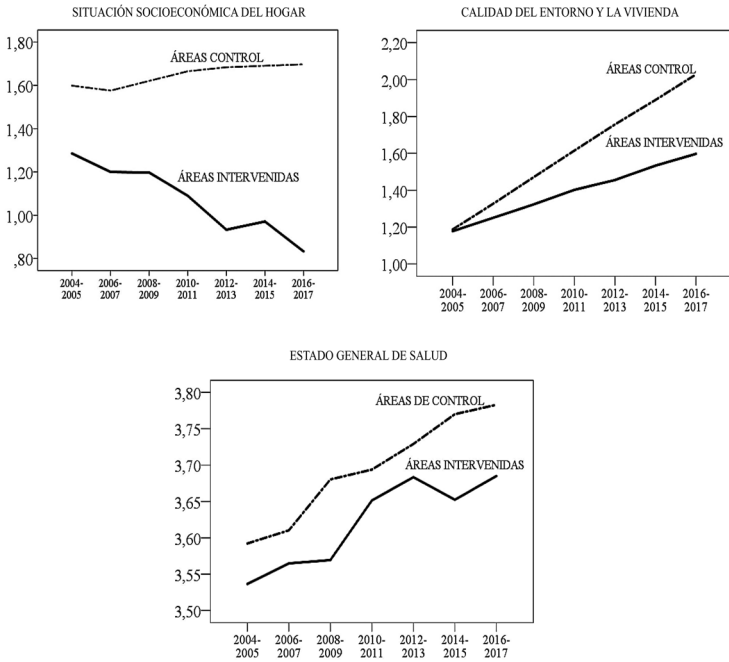 SITUACIÓN SOCIOECONÓMICA DEL HOGAR
1,80
1,60
1,40
1,20
1,00
,80
ÁREAS CONTROL
ÁREAS INTERVENIDAS
2004- 2006- 2008- 2010- 2012- 2014- 2016-
2005 2007 2009 2011 2013 2015 2017
CALIDAD DEL ENTORNO Y LA VIVIENDA
2,20
2,00
1,80
1,60
1,40
1,20
1,00
ÁREAS CONTROL
ÁREAS INTERVENIDAS
2004- 2006- 2008- 2010- 2012- 2014- 2016-
2005 2007 2009 2011 2013 2015 2017
ESTADO GENERAL DE SALUD
3,80
3,75
3,70
3,65
3,60
3,55
3,50
ÁREAS DE CONTROL
ÁREAS INTERVENIDAS
2004- 2006- 2008- 2010- 2012- 2014- 2016-
2005 2007 2009 2011 2013 2015 2017